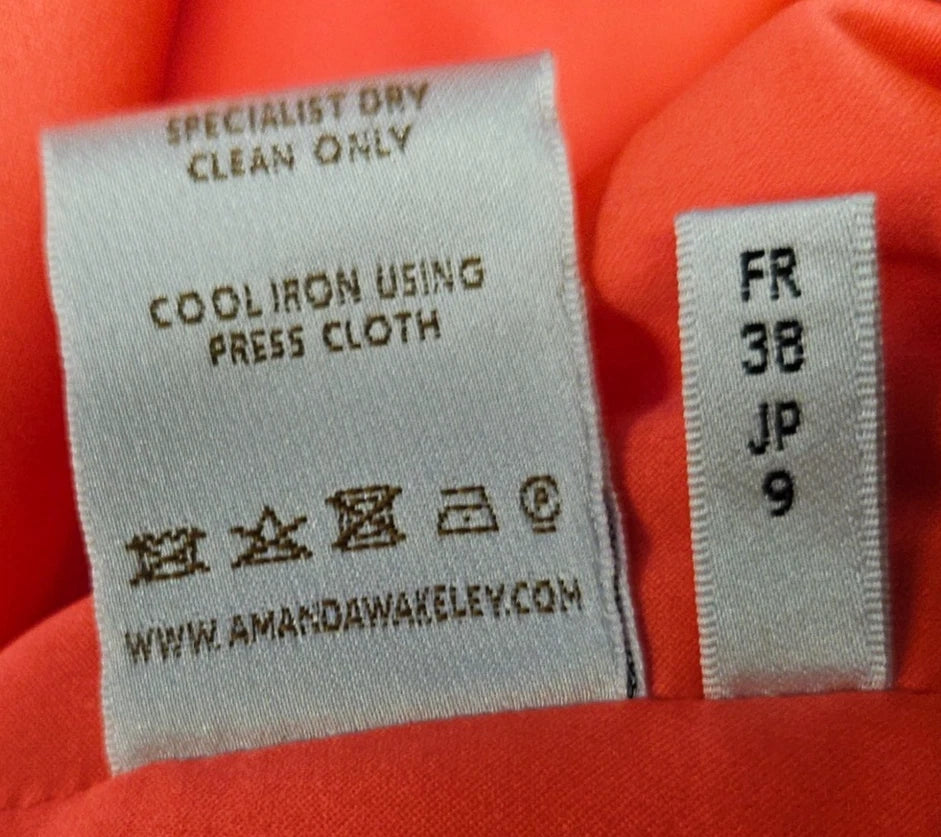 SPECIALIST DRY
CLEAN ONLY
COOL IRON USING
PRESS CLOTH
P
WWW.AMANDAWAKELEY.COM
FR
38
JP
9